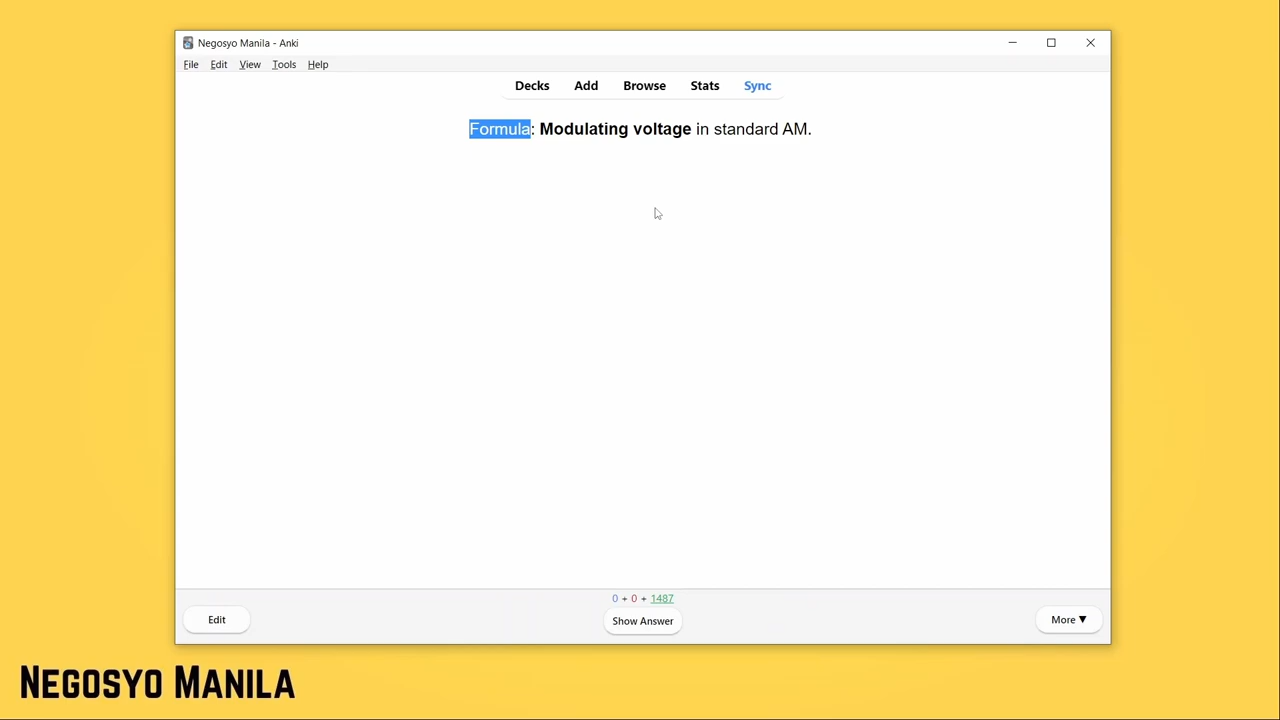 Negosyo Manila - Anki
File Edit View Tools Help
Decks Add Browse Stats Sync
Formula: Modulating voltage in standard AM.
0 + 0 + 1487
Edit Show Answer More ▼
NEGOSYO MANILA